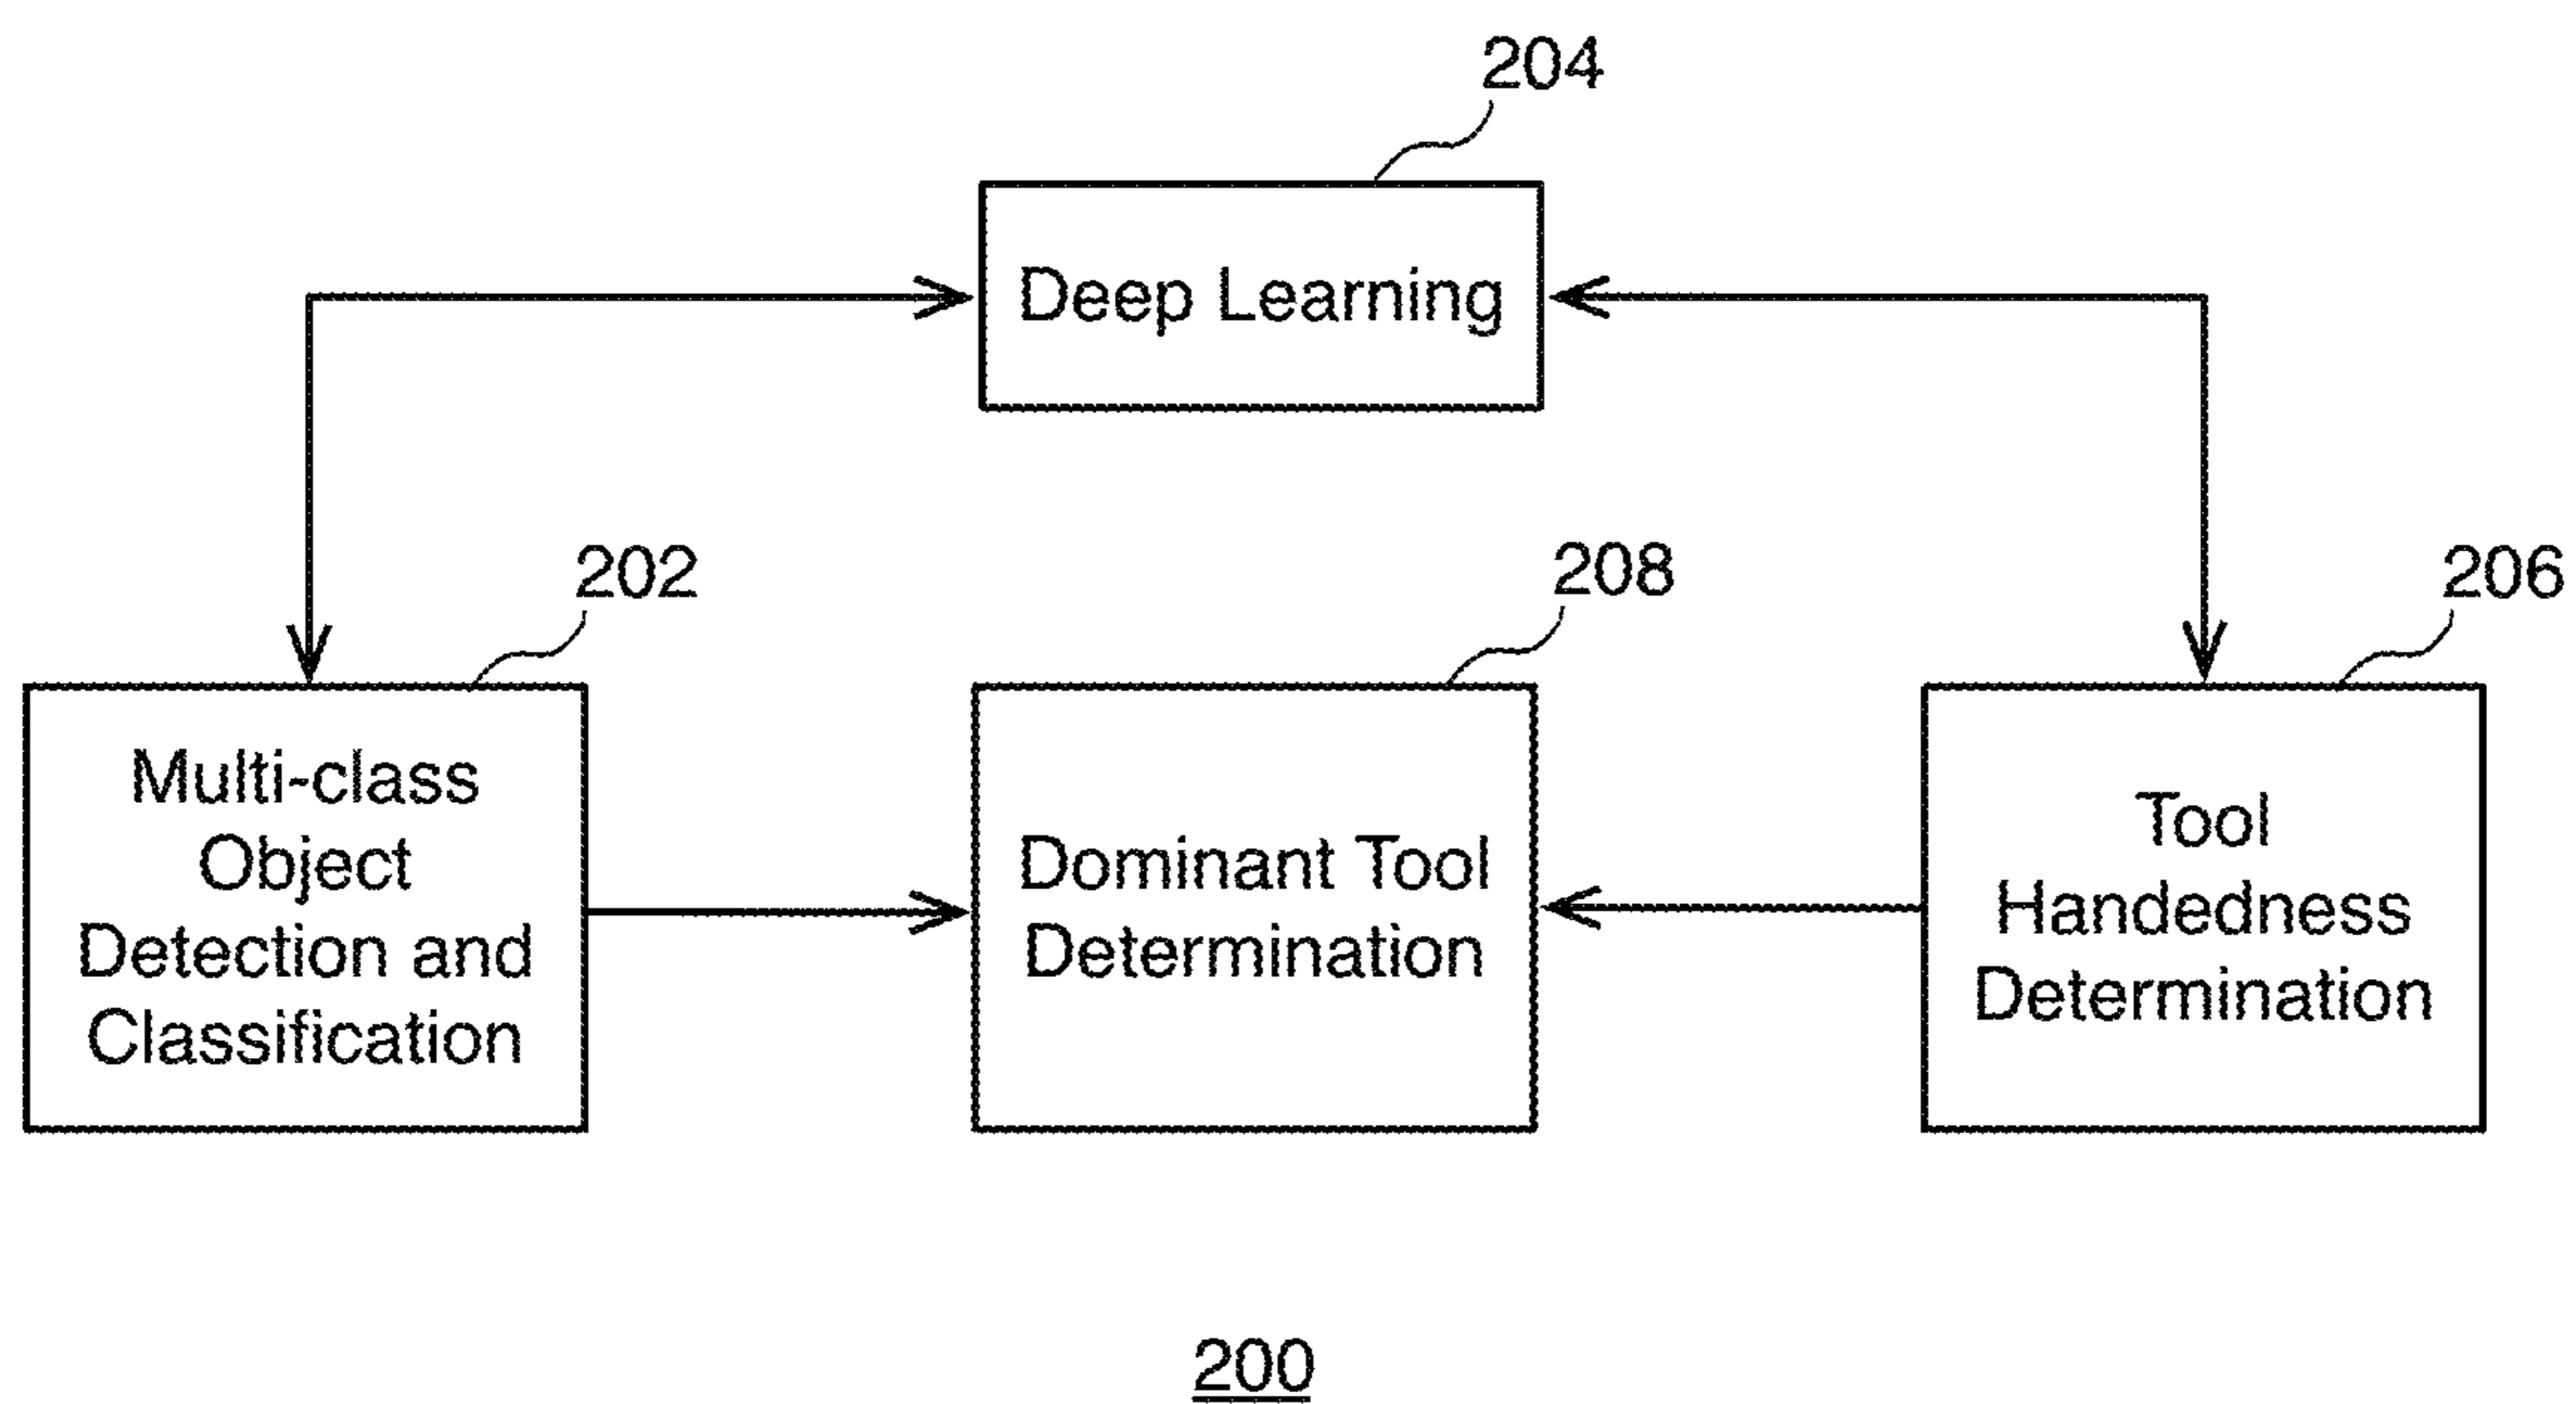 204
Deep Learning
202
208
206
Multi-class
Object
Detection and
Classification
Dominant Tool
Determination
Tool
Handedness
Determination
200